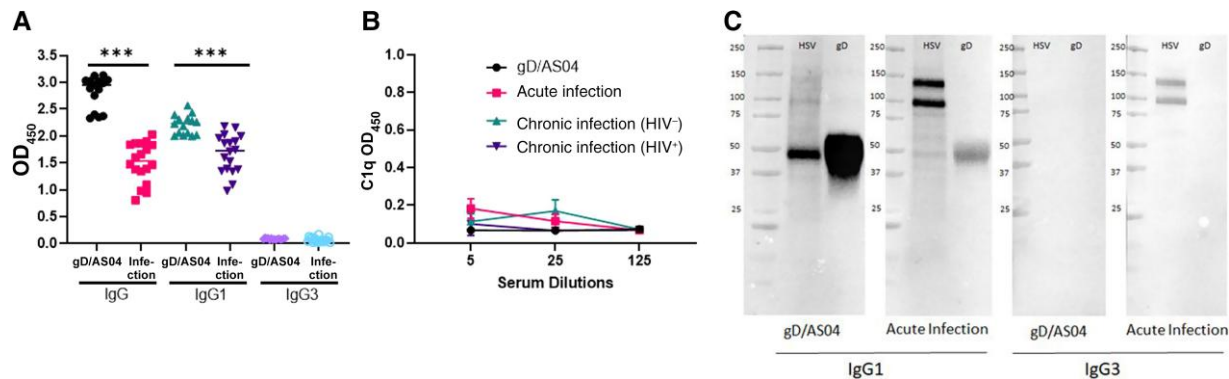 A
*** ***
3.5
3.0
2.5
2.0
1.5
1.0
0.5
0.0
OD450
gD/AS04 Infe-ction gD/AS04 Infe-ction gD/AS04 Infe-ction
IgG IgG1 IgG3
B
1.0
0.8
0.6
0.4
0.2
0.0
C1q OD450
gD/AS04
Acute infection
Chronic infection (HIV−)
Chronic infection (HIV+)
5 25 125
Serum Dilutions
C
HSV gD
250
150
100
75
50
37
25
gD/AS04
HSV gD
250
150
100
75
50
37
25
Acute Infection
IgG1
HSV gD
250
150
100
75
50
37
25
gD/AS04
HSV gD
250
150
100
75
50
37
25
Acute Infection
IgG3